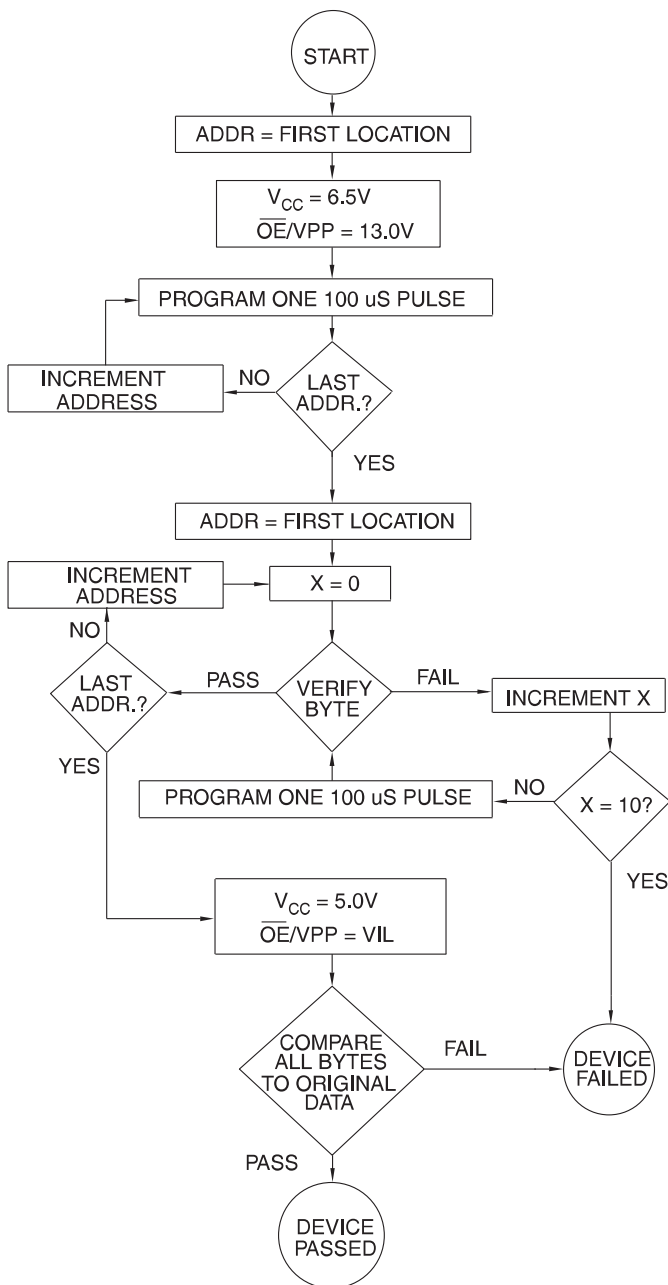 START
ADDR = FIRST LOCATION
VCC = 6.5V
OE/VPP = 13.0V
PROGRAM ONE 100 uS PULSE
INCREMENT
ADDRESS
NO
LAST
ADDR.?
YES
ADDR = FIRST LOCATION
INCREMENT
ADDRESS
X = 0
NO
LAST
ADDR.?
PASS
VERIFY
BYTE
FAIL
INCREMENT X
YES
PROGRAM ONE 100 uS PULSE
NO
X = 10?
YES
VCC = 5.0V
OE/VPP = VIL
COMPARE
ALL BYTES
TO ORIGINAL
DATA
FAIL
DEVICE
FAILED
PASS
DEVICE
PASSED